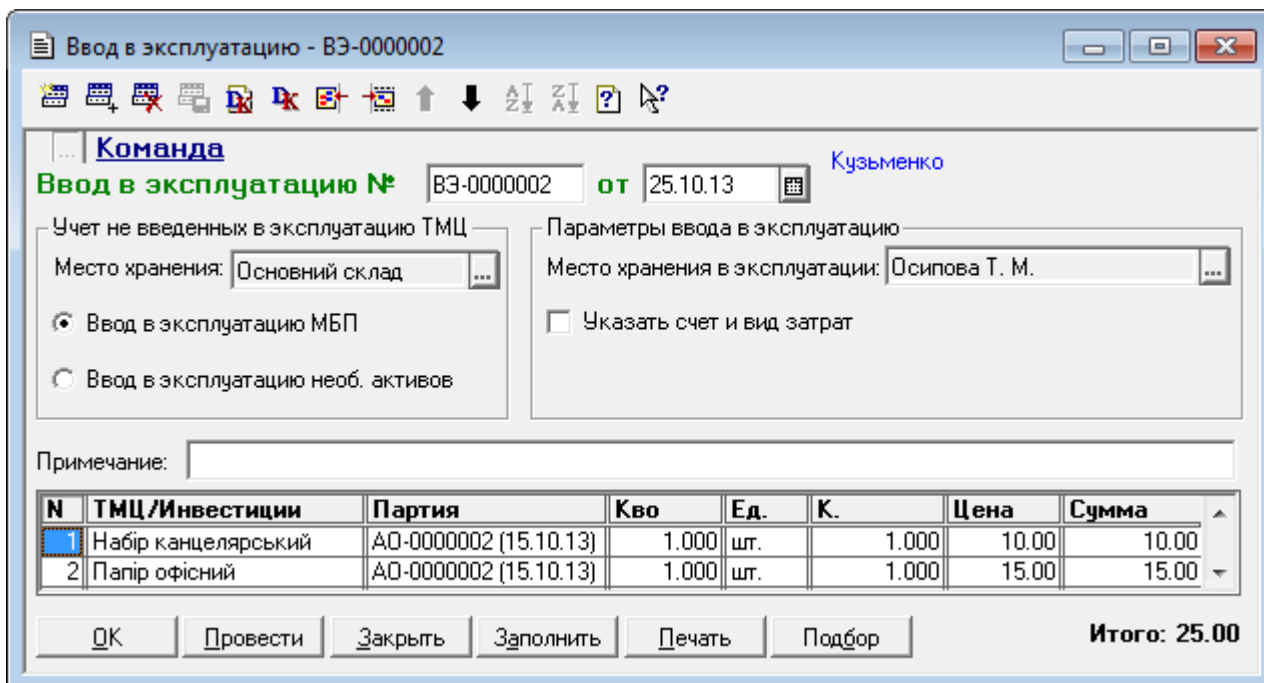 Ввод в эксплуатацию - ВЭ-0000002
... Команда
Кузьменко
Ввод в эксплуатацию № ВЭ-0000002 от 25.10.13
Учет не введенных в эксплуатацию ТМЦ
Место хранения: Основний склад ...
Ввод в эксплуатацию МБП
Ввод в эксплуатацию необ. активов
Параметры ввода в эксплуатацию
Место хранения в эксплуатации: Осипова Т. М. ...
Указать счет и вид затрат
Примечание:
N ТМЦ/Инвестиции Партия Кво Ед. К. Цена Сумма
1 Набір канцелярський АО-0000002 (15.10.13) 1.000 шт. 1.000 10.00 10.00
2 Папір офісний АО-0000002 (15.10.13) 1.000 шт. 1.000 15.00 15.00
OK Провести Закрыть Заполнить Печать Подбор Итого: 25.00